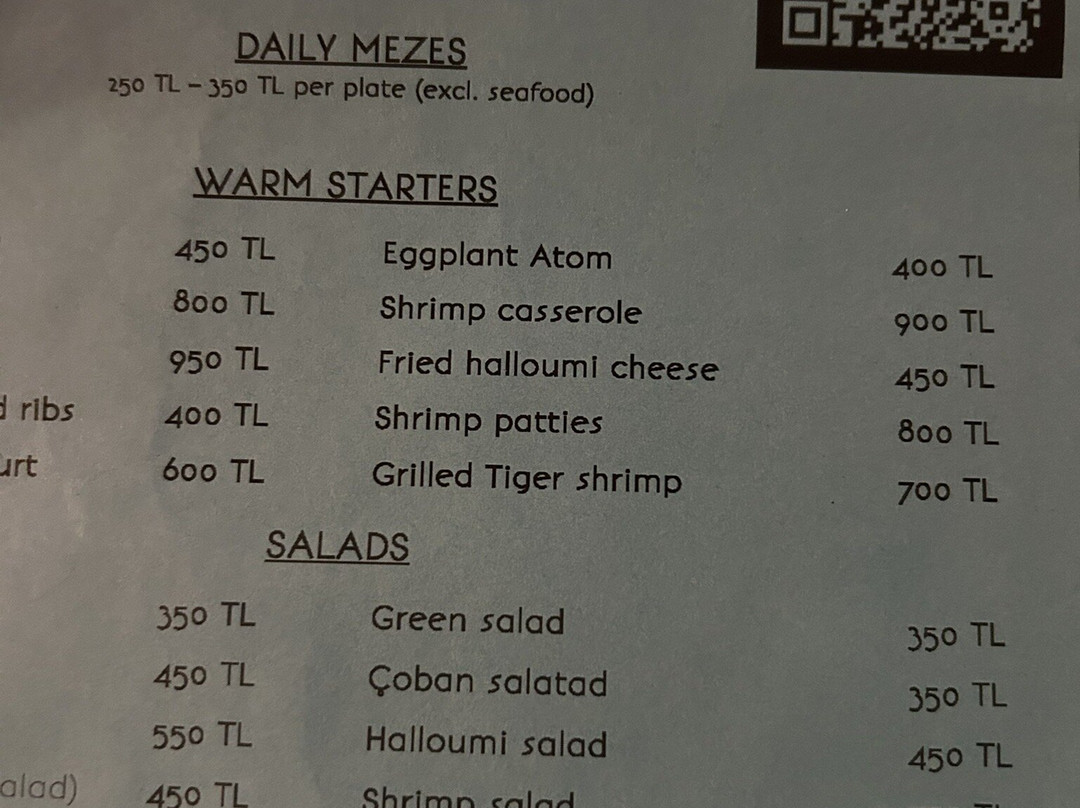 DAILY MEZES
250 TL – 350 TL per plate (excl. seafood)
WARM STARTERS
450 TL Eggplant Atom 400 TL
800 TL Shrimp casserole 900 TL
950 TL Fried halloumi cheese 450 TL
ribs 400 TL Shrimp patties 800 TL
600 TL Grilled Tiger shrimp 700 TL
SALADS
350 TL Green salad 350 TL
450 TL Çoban salatad 350 TL
550 TL Halloumi salad 450 TL
alad) 450 TL Shrimp salad